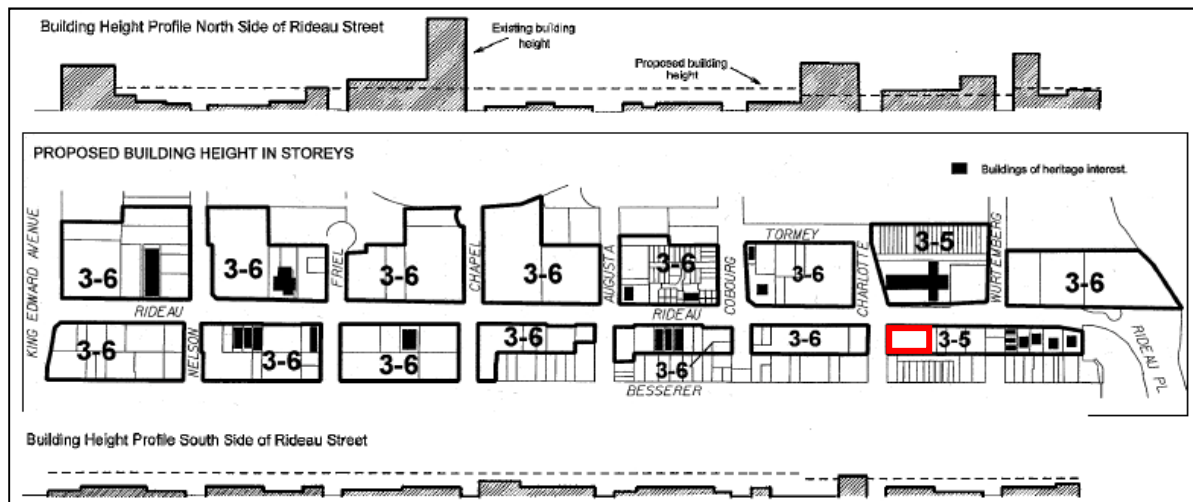 Building Height Profile North Side of Rideau Street
Existing building
height
Proposed building
height
PROPOSED BUILDING HEIGHT IN STOREYS
Buildings of heritage interest.
KING EDWARD AVENUE
NELSON
FRIEL
CHAPEL
AUGUSTA
COBOURG
TORMEY
CHARLOTTE
WURTEMBERG
3-6
3-6
3-6
3-6
3-6
3-6
3-5
3-6
RIDEAU
RIDEAU
RIDEAU PL
3-6
3-6
3-6
3-6
3-6
3-6
3-5
BESSERER
Building Height Profile South Side of Rideau Street